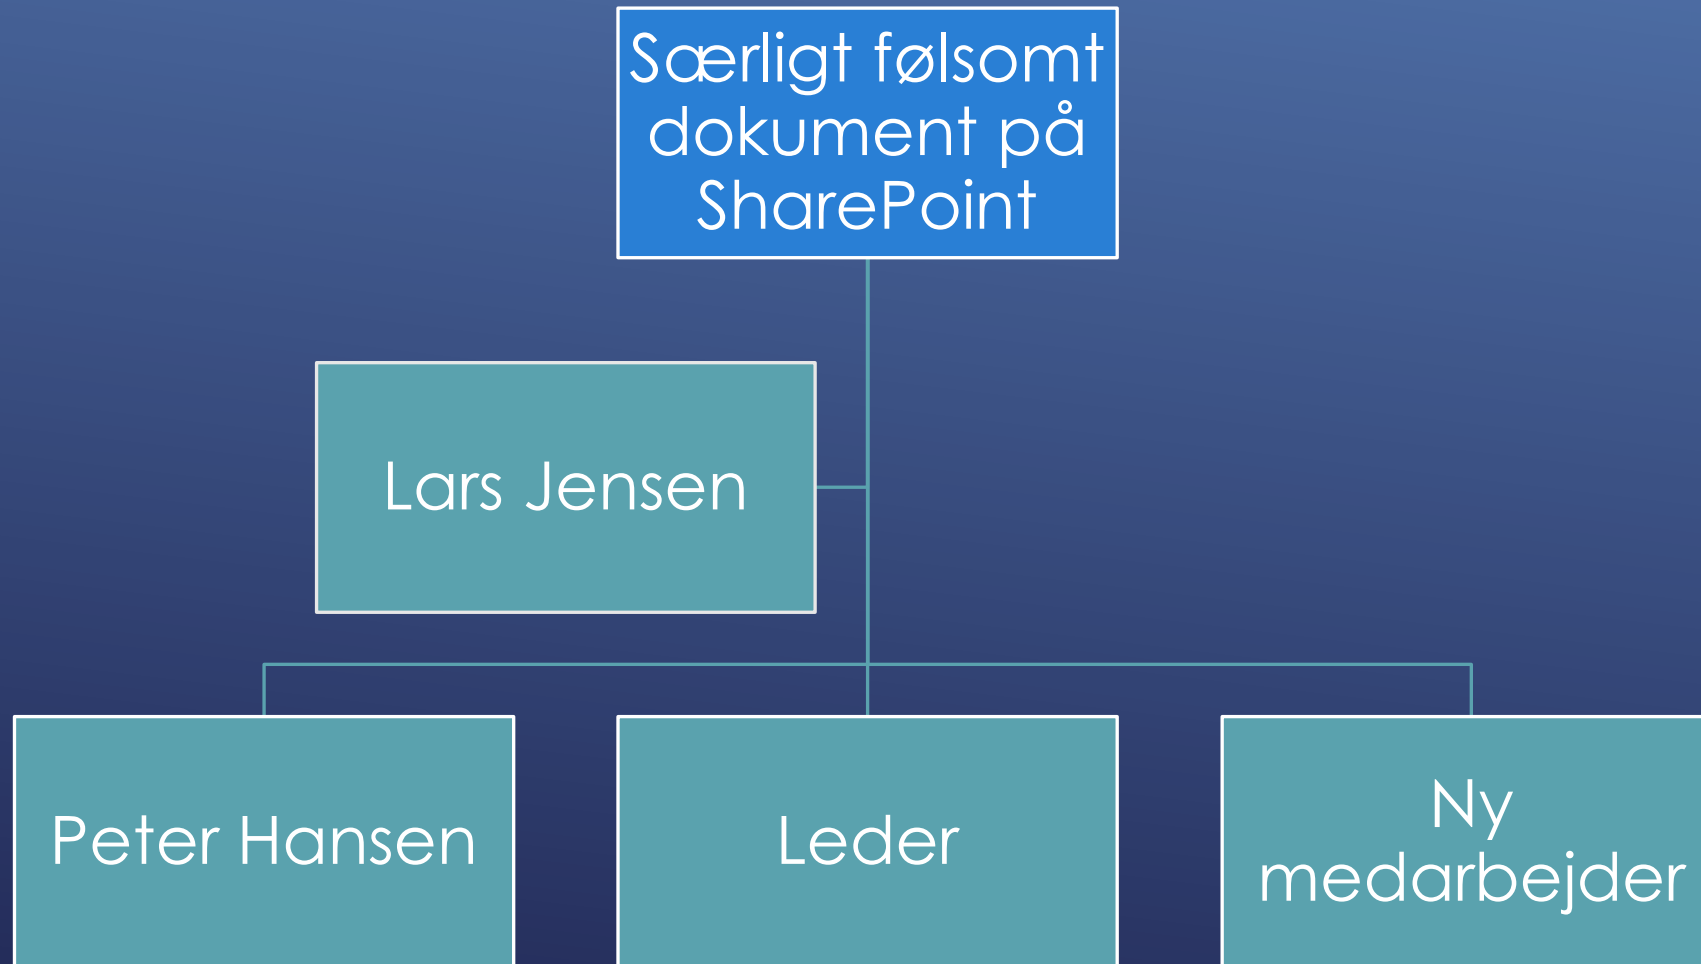 Særligt følsomt
dokument på
SharePoint
Lars Jensen
Peter Hansen
Leder
Ny
medarbejder